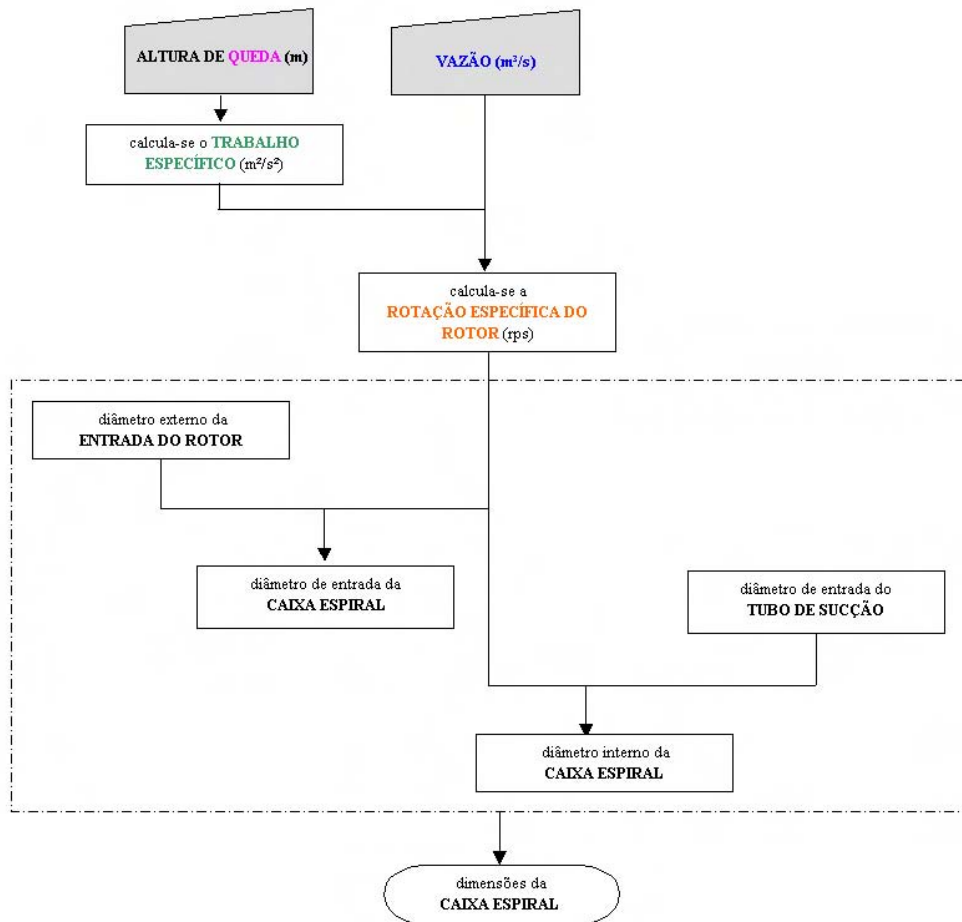 ALTURA DE QUEDA (m)
VAZÃO (m³/s)
calcula-se o TRABALHO
ESPECÍFICO (m²/s²)
calcula-se a
ROTAÇÃO ESPECÍFICA DO
ROTOR (rps)
diâmetro externo da
ENTRADA DO ROTOR
diâmetro de entrada da
CAIXA ESPIRAL
diâmetro de entrada do
TUBO DE SUCÇÃO
diâmetro interno da
CAIXA ESPIRAL
dimensões da
CAIXA ESPIRAL